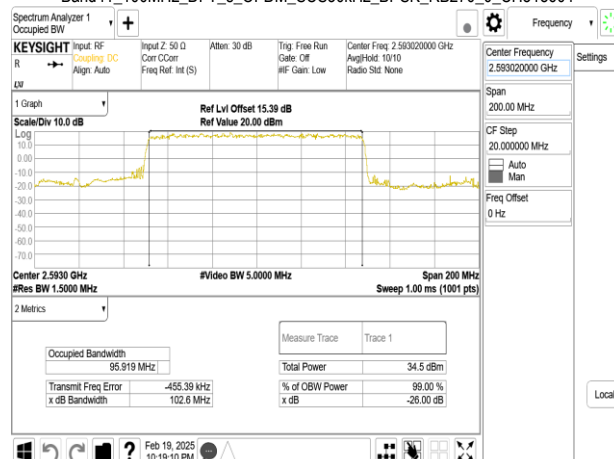 Spectrum Analyzer 1
Occupied BW
Frequency
Settings
KEYSIGHT
R
LXI
Input: RF
Coupling: DC
Align: Auto
Input Z: 50 Ω
Corr CCorr
Freq Ref: Int (S)
Atten: 30 dB
Trig: Free Run
Gate: Off
#IF Gain: Low
Center Freq: 2.593020000 GHz
Avg|Hold: 10/10
Radio Std: None
Center Frequency
2.593020000 GHz
Span
200.00 MHz
CF Step
20.000000 MHz
Auto
Man
Freq Offset
0 Hz
Local
1 Graph
Scale/Div 10.0 dB
Ref Lvl Offset 15.39 dB
Ref Value 20.00 dBm
Log
10.0
0.00
-10.0
-20.0
-30.0
-40.0
-50.0
-60.0
-70.0
Center 2.5930 GHz
#Res BW 1.5000 MHz
#Video BW 5.0000 MHz
Span 200 MHz
Sweep 1.00 ms (1001 pts)
2 Metrics
Measure Trace Trace 1
Occupied Bandwidth
95.919 MHz
Total Power 34.5 dBm
Transmit Freq Error -455.39 kHz
% of OBW Power 99.00 %
x dB Bandwidth 102.6 MHz
x dB -26.00 dB
Feb 19, 2025
10:19:10 PM